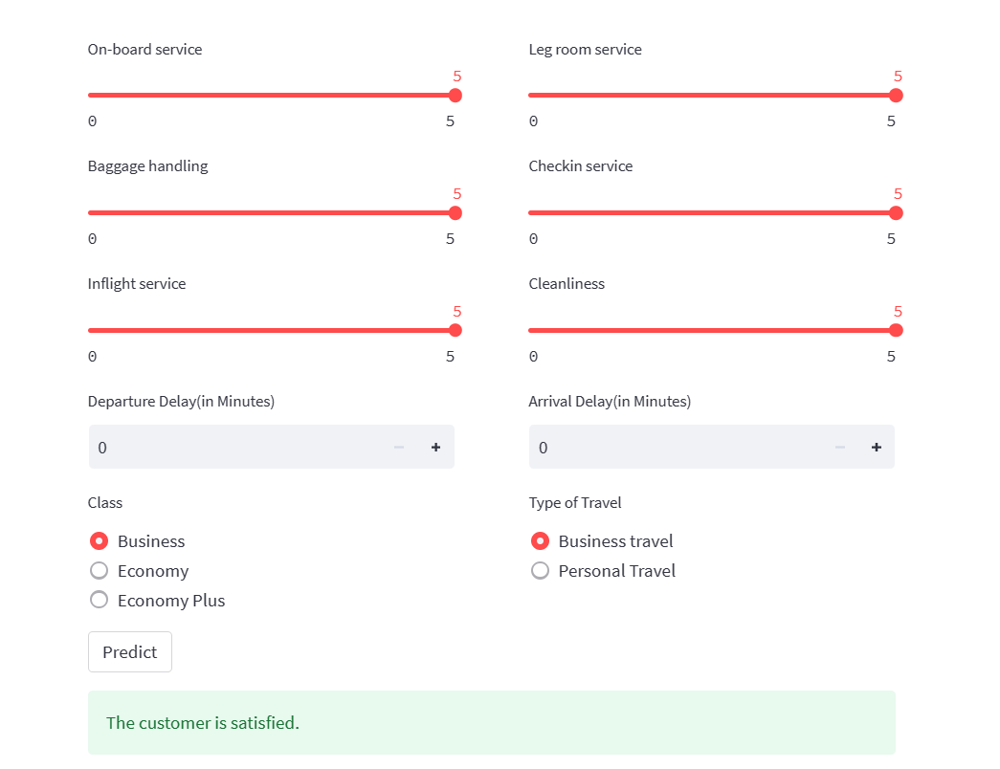 On-board service
Leg room service
5
5
0 5
0 5
Baggage handling
Checkin service
5
5
0 5
0 5
Inflight service
Cleanliness
5
5
0 5
0 5
Departure Delay(in Minutes)
Arrival Delay(in Minutes)
0
0
Class
Type of Travel
Business
Business travel
Economy
Personal Travel
Economy Plus
Predict
The customer is satisfied.